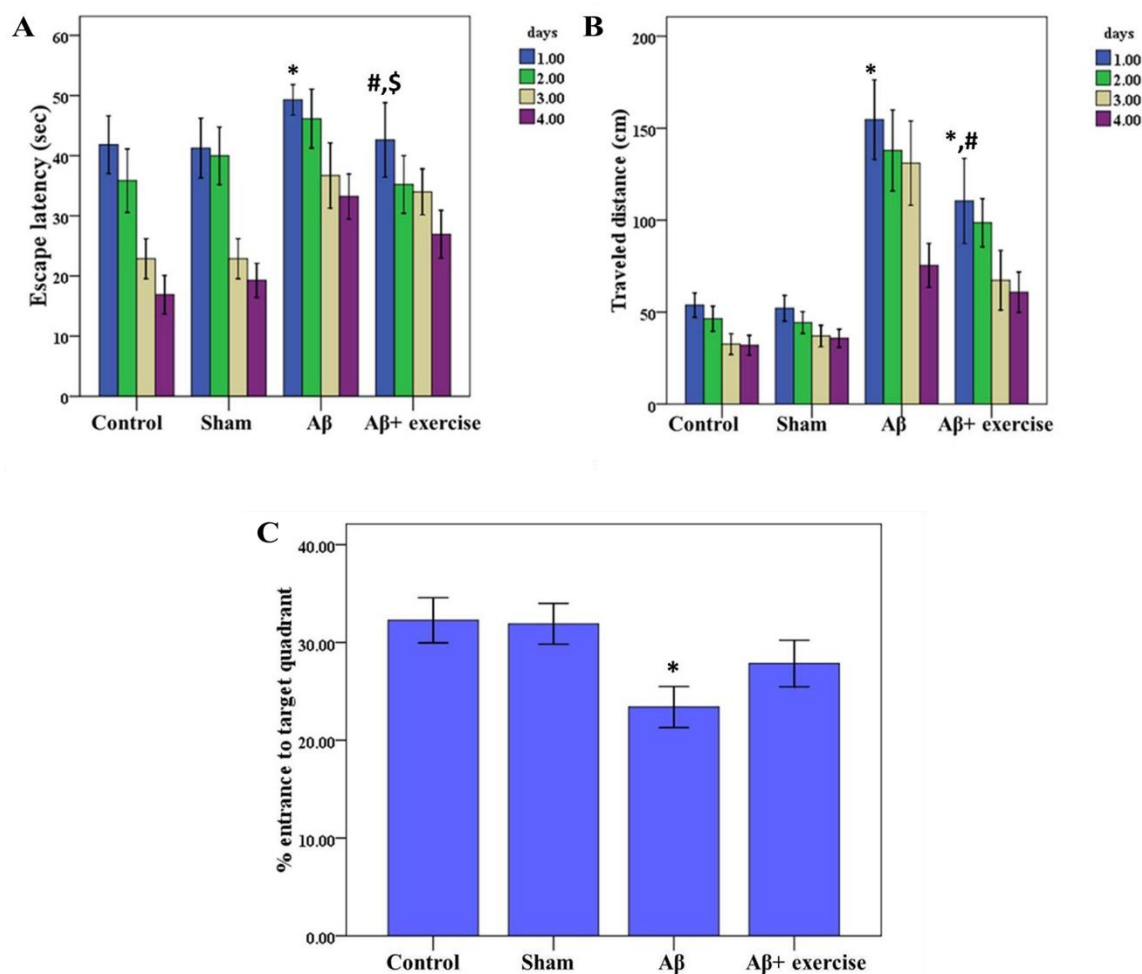 A
Escape latency (sec)
60
50
40
30
20
10
0
*
#,$
Control Sham Aβ Aβ+ exercise
days
1.00
2.00
3.00
4.00
B
Traveled distance (cm)
200
150
100
50
0
*
*,#
Control Sham Aβ Aβ+ exercise
days
1.00
2.00
3.00
4.00
C
% entrance to target quadrant
40.00
30.00
20.00
10.00
0.00
*
Control Sham Aβ Aβ+ exercise